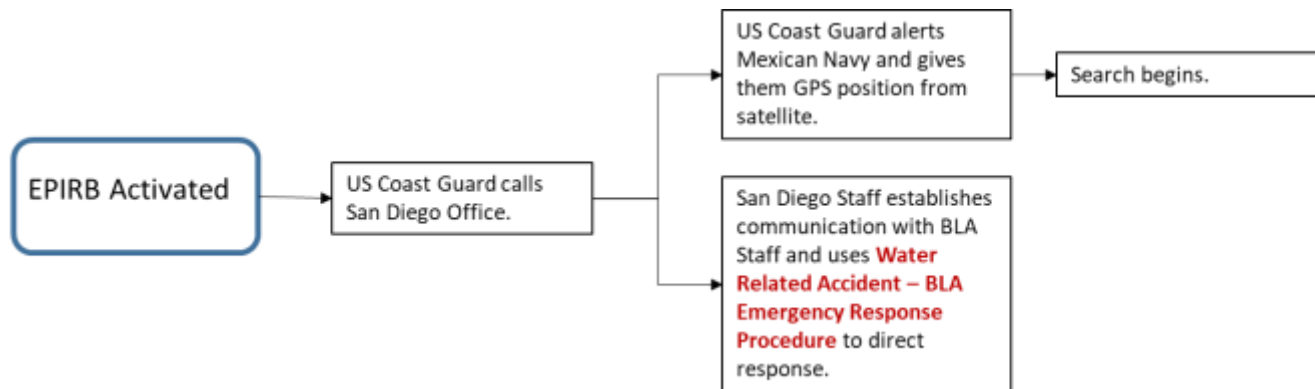 EPIRB Activated
US Coast Guard calls
San Diego Office.
US Coast Guard alerts
Mexican Navy and gives
them GPS position from
satellite.
Search begins.
San Diego Staff establishes
communication with BLA
Staff and uses Water
Related Accident – BLA
Emergency Response
Procedure to direct
response.